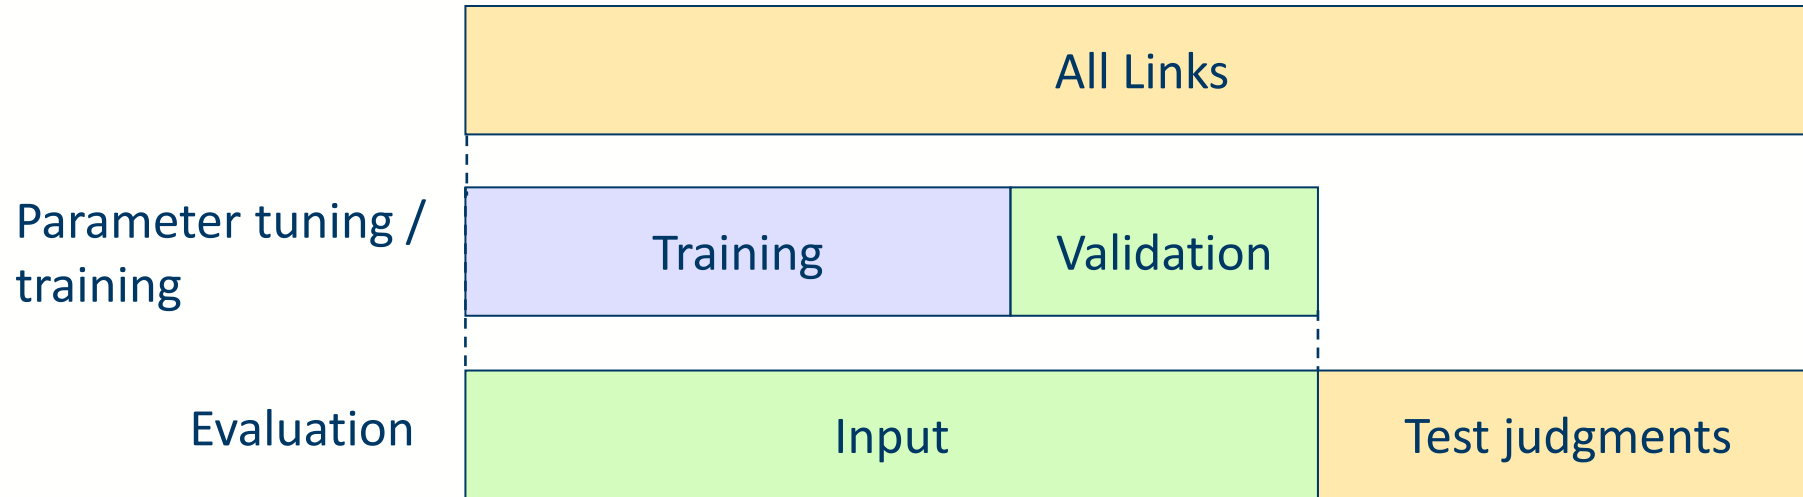 All Links
Parameter tuning /
training
Training
Validation
Evaluation
Input
Test judgments